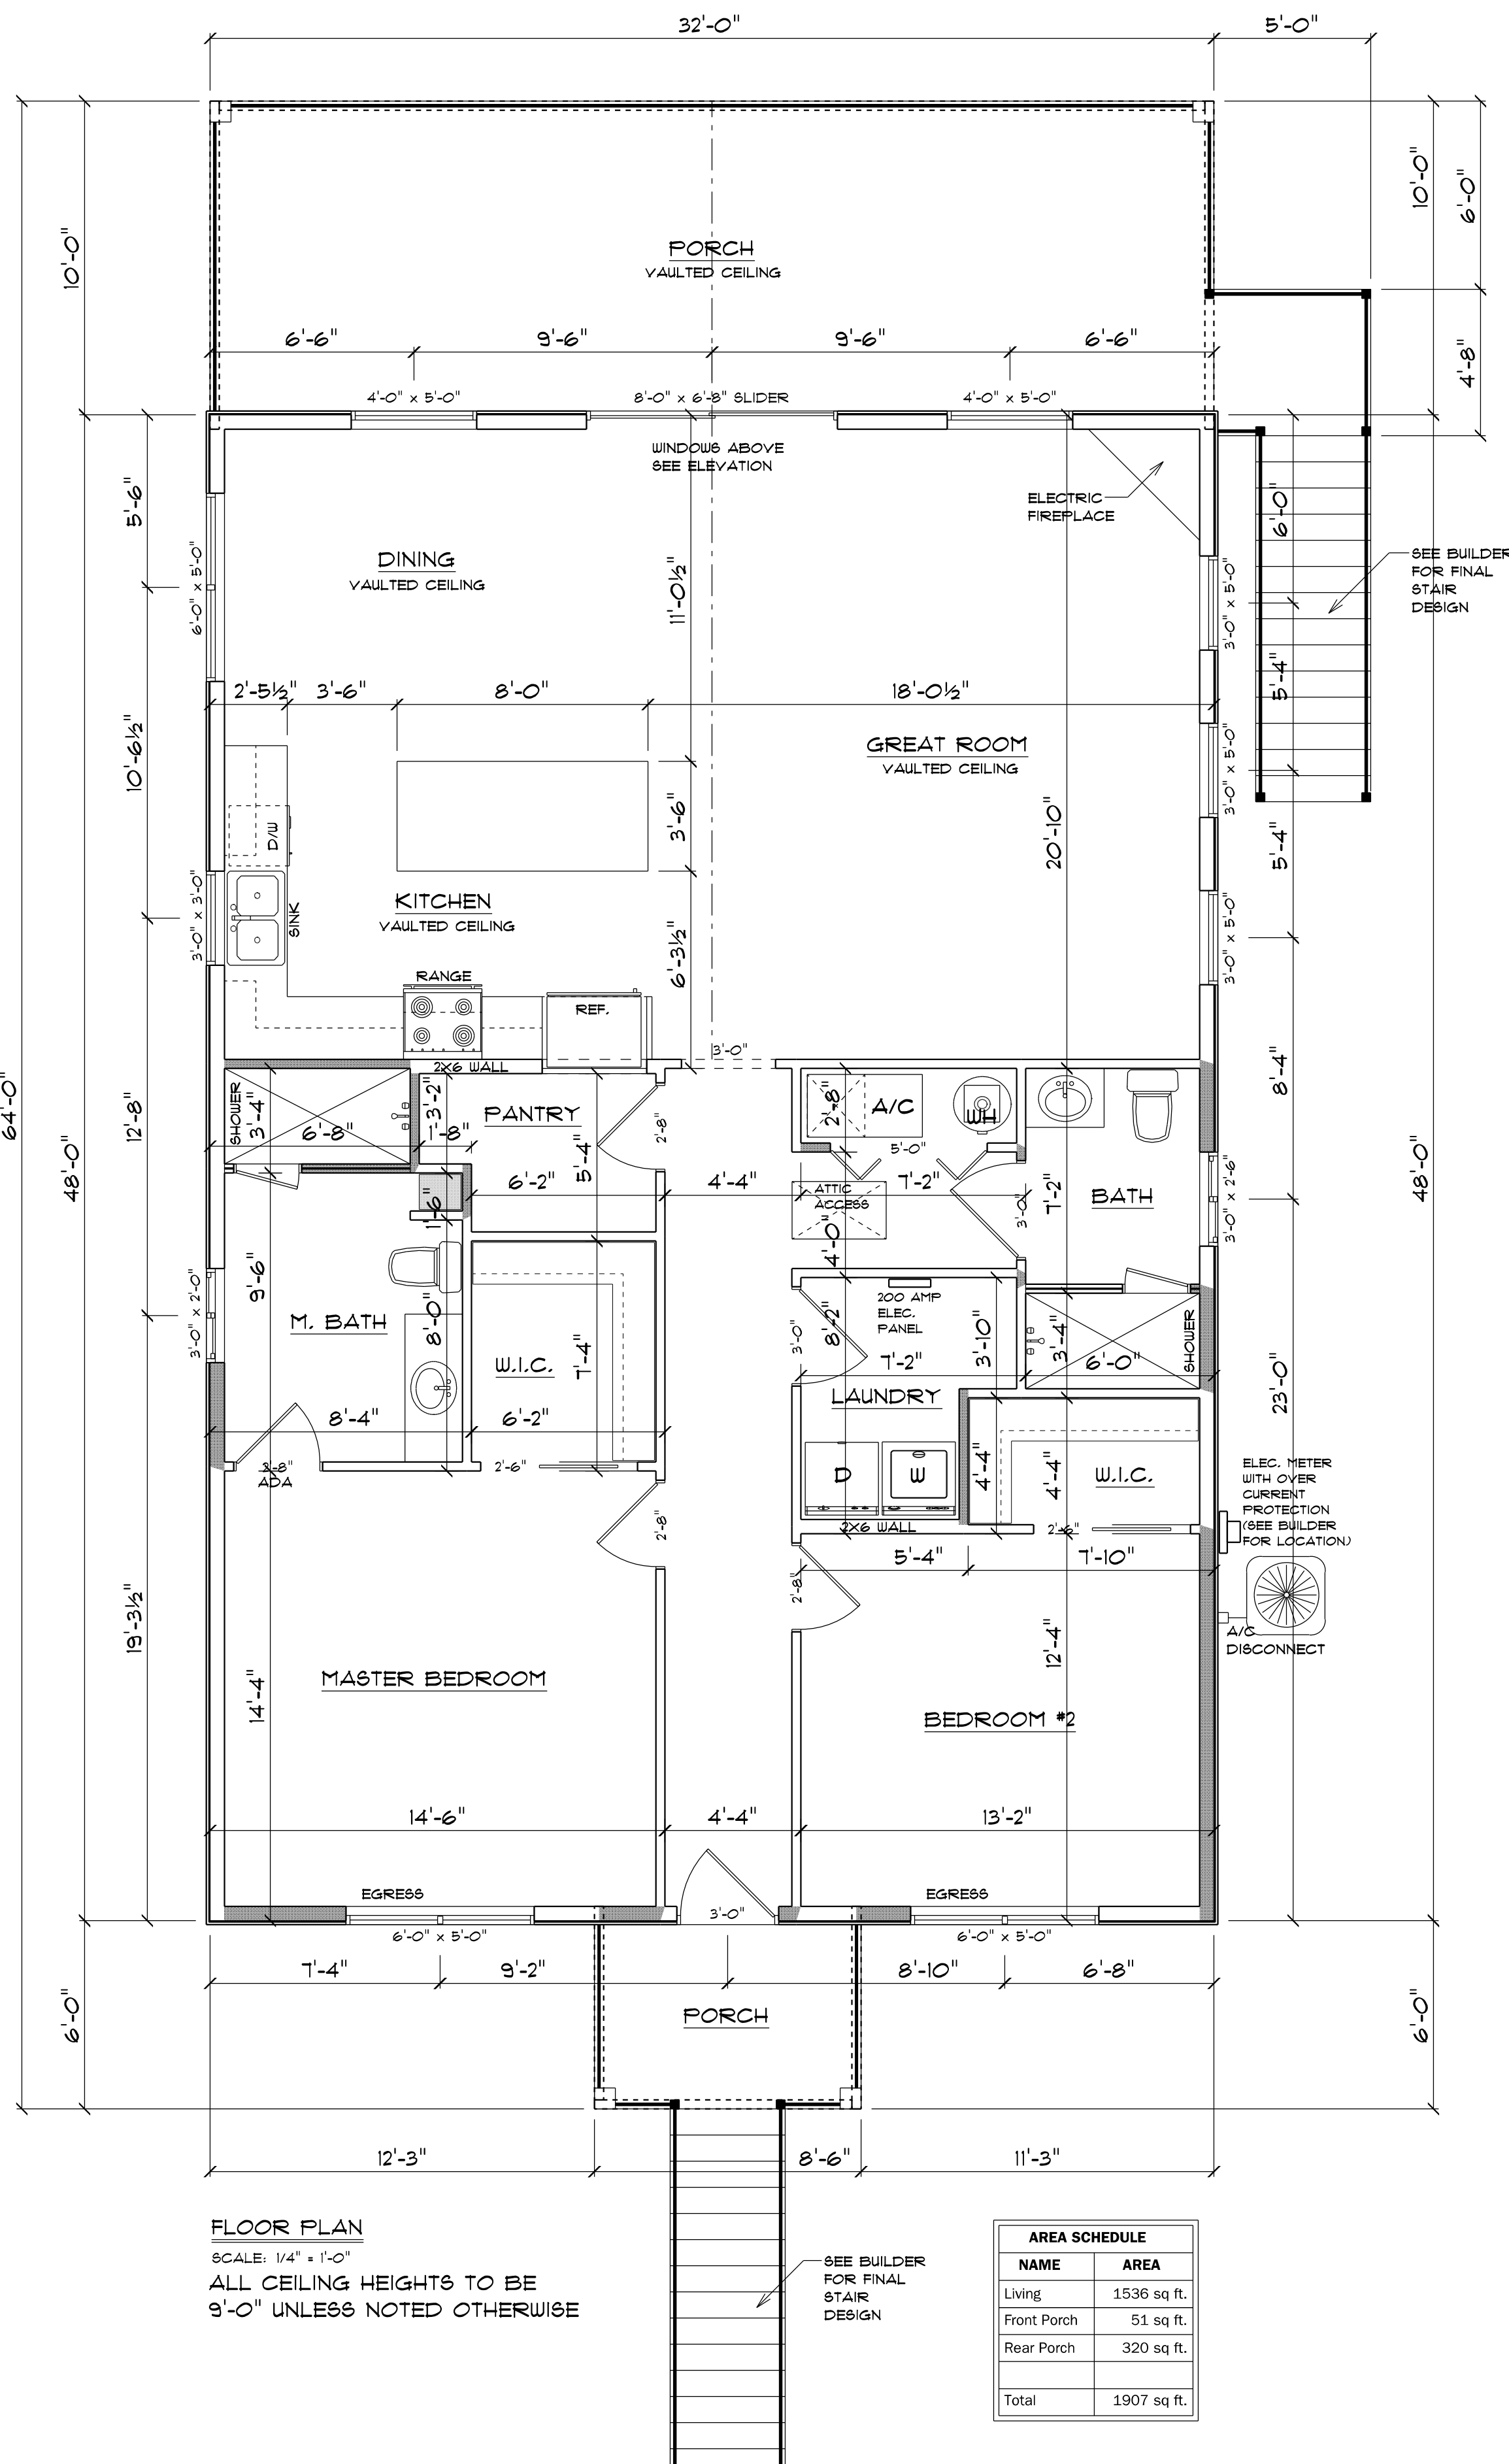 32'-0"
5'-0"
10'-0"
10'-0"
6'-0"
PORCH
VAULTED CEILING
6'-6"
9'-6"
9'-6"
6'-6"
4'-8"
4'-0" x 5'-0"
8'-0" x 6'-8" SLIDER
4'-0" x 5'-0"
WINDOWS ABOVE
SEE ELEVATION
ELECTRIC
FIREPLACE
5'-6"
6'-0"
6'-0" x 5'-0"
DINING
VAULTED CEILING
11'-0½"
3'-0" x 5'-0"
SEE BUILDER
FOR FINAL
STAIR
DESIGN
2'-5½"
3'-6"
8'-0"
18'-0½"
5'-4"
10'-6½"
GREAT ROOM
VAULTED CEILING
3'-0" x 5'-0"
D/W
3'-6"
20'-10"
5'-4"
3'-0" x 3'-0"
SINK
KITCHEN
VAULTED CEILING
6'-3½"
3'-0" x 5'-0"
RANGE
REF.
3'-0"
2X6 WALL
64'-0"
48'-0"
12'-8"
SHOWER
3'-4"
6'-8"
3'-2"
1'-8"
PANTRY
2'-8"
5'-4"
2'-8"
A/C
WH
5'-0"
8'-4"
48'-0"
6'-2"
4'-4"
7'-2"
ATTIC
ACCESS
3'-0"
7'-2"
BATH
3'-0" x 2'-6"
1'-6"
4'-0"
9'-6"
3'-0" x 2'-0"
M. BATH
8'-0"
W.I.C.
7'-4"
200 AMP
ELEC.
PANEL
3'-0"
8'-2"
7'-2"
3'-10"
3'-4"
6'-0"
SHOWER
LAUNDRY
23'-0"
8'-4"
6'-2"
2'-8"
ADA
2'-6"
D
W
4'-4"
4'-4"
W.I.C.
2'-8"
2X6 WALL
2'-6"
ELEC. METER
WITH OVER
CURRENT
PROTECTION
(SEE BUILDER
FOR LOCATION)
5'-4"
7'-10"
2'-8"
19'-3½"
12'-4"
A/C
DISCONNECT
MASTER BEDROOM
14'-4"
BEDROOM #2
14'-6"
4'-4"
13'-2"
EGRESS
EGRESS
3'-0"
6'-0" x 5'-0"
6'-0" x 5'-0"
7'-4"
9'-2"
8'-10"
6'-8"
6'-0"
PORCH
6'-0"
12'-3"
8'-6"
11'-3"
FLOOR PLAN
SCALE: 1/4" = 1'-0"
ALL CEILING HEIGHTS TO BE
9'-0" UNLESS NOTED OTHERWISE
SEE BUILDER
FOR FINAL
STAIR
DESIGN
AREA SCHEDULE
NAME AREA
Living 1536 sq ft.
Front Porch 51 sq ft.
Rear Porch 320 sq ft.
Total 1907 sq ft.